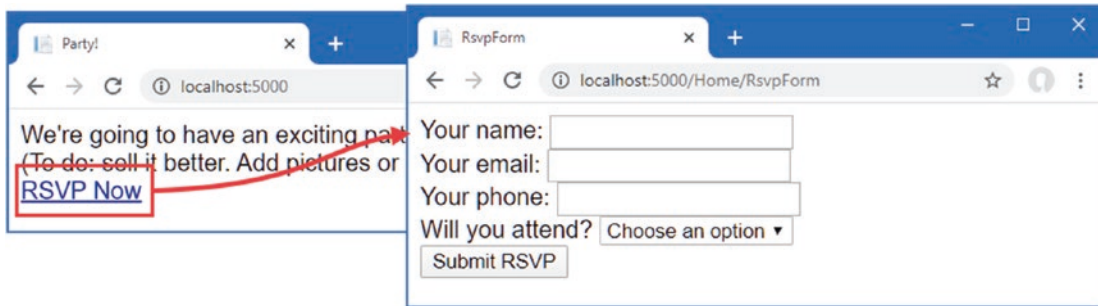 Party!
localhost:5000
We're going to have an exciting part
(To do: sell it better. Add pictures or
RSVP Now
RsvpForm
localhost:5000/Home/RsvpForm
Your name:
Your email:
Your phone:
Will you attend? Choose an option
Submit RSVP